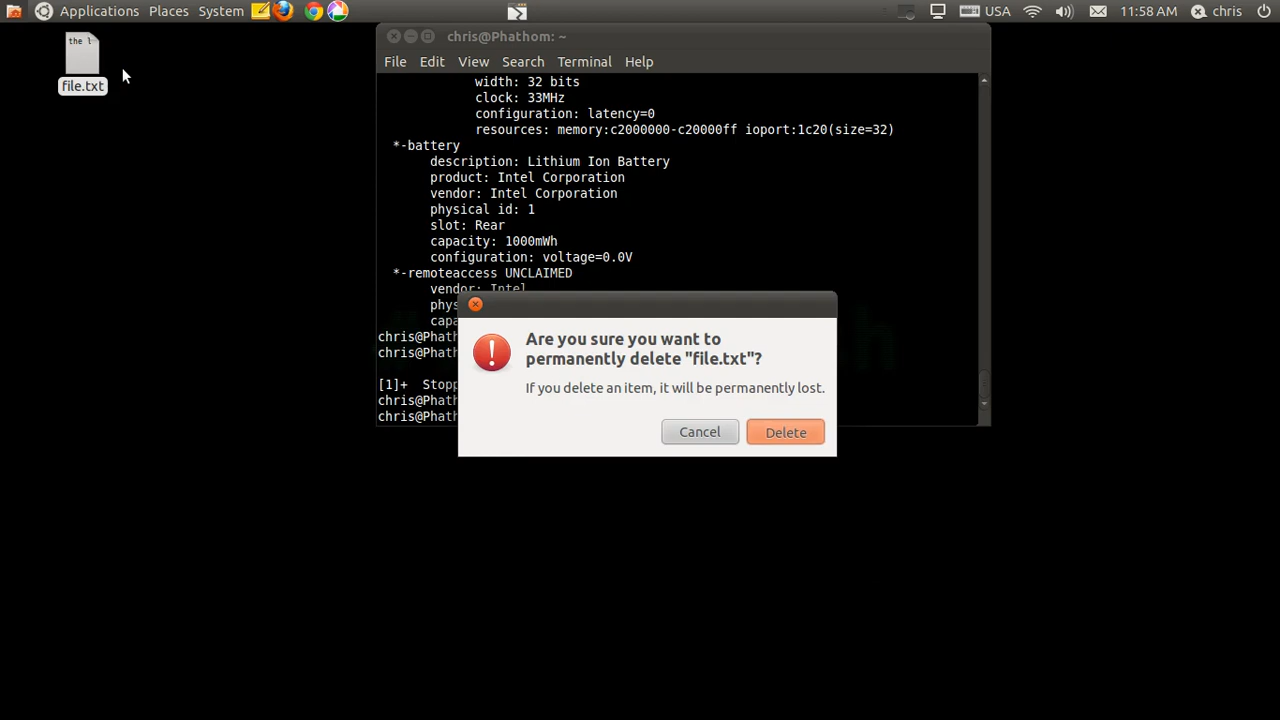 Applications Places System USA 11:58 AM chris
the l
file.txt
chris@Phathom: ~
File Edit View Search Terminal Help
width: 32 bits
clock: 33MHz
configuration: latency=0
resources: memory:c2000000-c20000ff ioport:1c20(size=32)
*-battery
description: Lithium Ion Battery
product: Intel Corporation
vendor: Intel Corporation
physical id: 1
slot: Rear
capacity: 1000mWh
configuration: voltage=0.0V
*-remoteaccess UNCLAIMED
vendor: Intel
phys
capa
chris@Phath
chris@Phath
[1]+ Stopp
chris@Phath
chris@Phath
Are you sure you want to
permanently delete "file.txt"?
If you delete an item, it will be permanently lost.
Cancel Delete